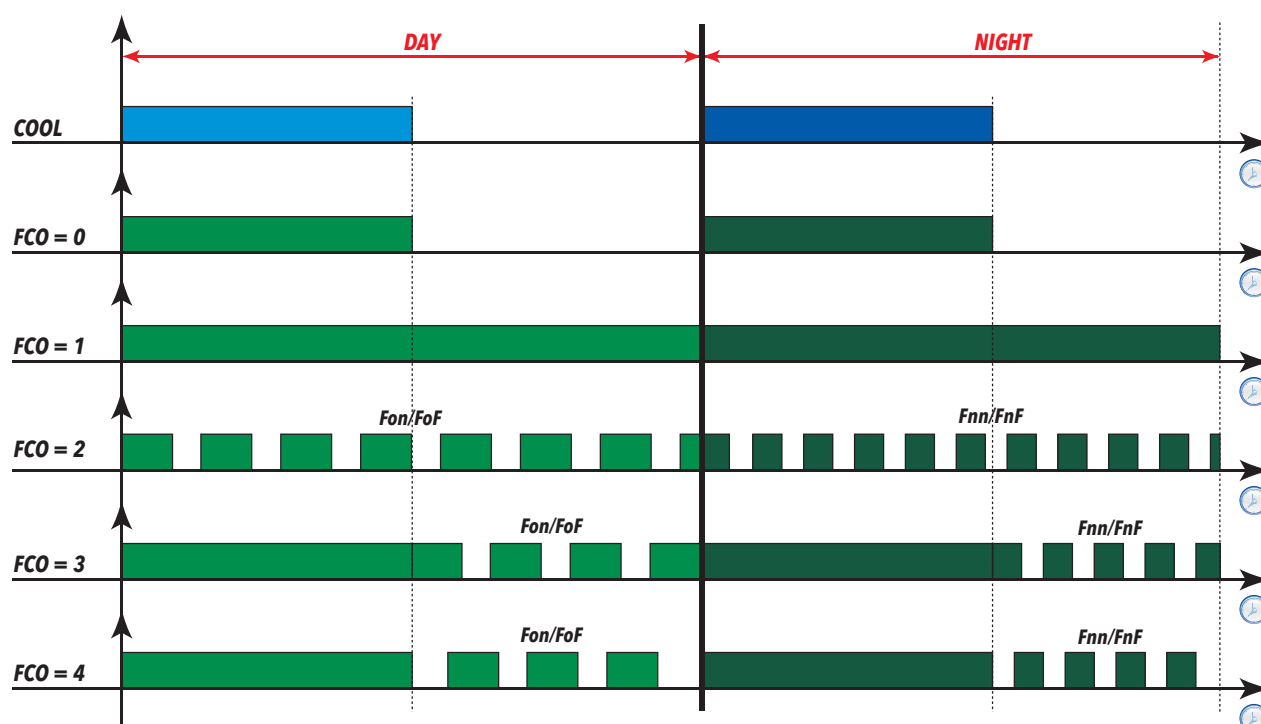 DAY NIGHT
COOL
FCO = 0
FCO = 1
Fon/FoF Fnn/FnF
FCO = 2
Fon/FoF Fnn/FnF
FCO = 3
Fon/FoF Fnn/FnF
FCO = 4